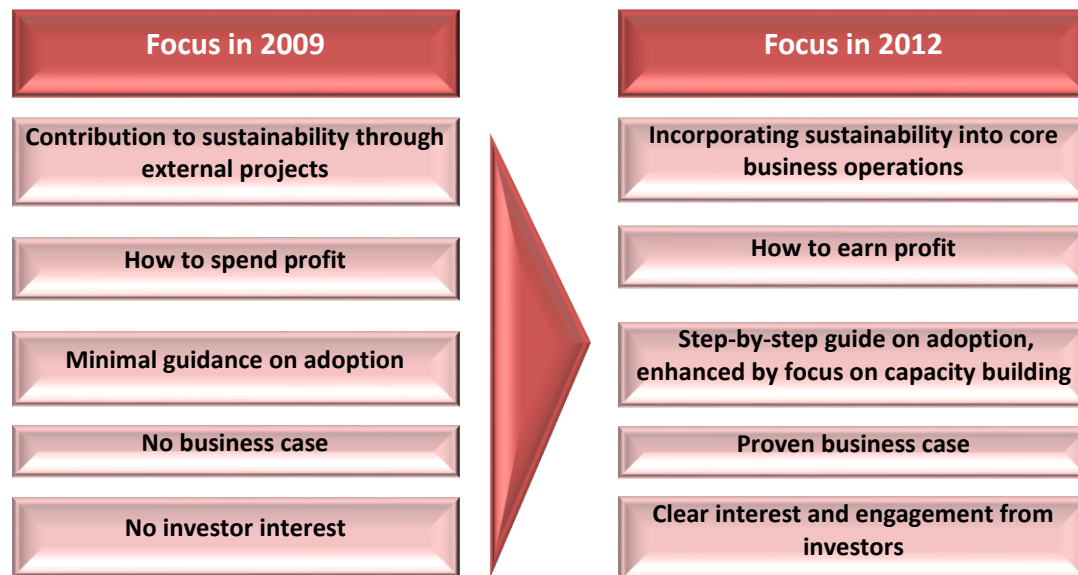 Focus in 2009
Contribution to sustainability through
external projects
How to spend profit
Minimal guidance on adoption
No business case
No investor interest
Focus in 2012
Incorporating sustainability into core
business operations
How to earn profit
Step-by-step guide on adoption,
enhanced by focus on capacity building
Proven business case
Clear interest and engagement from
investors